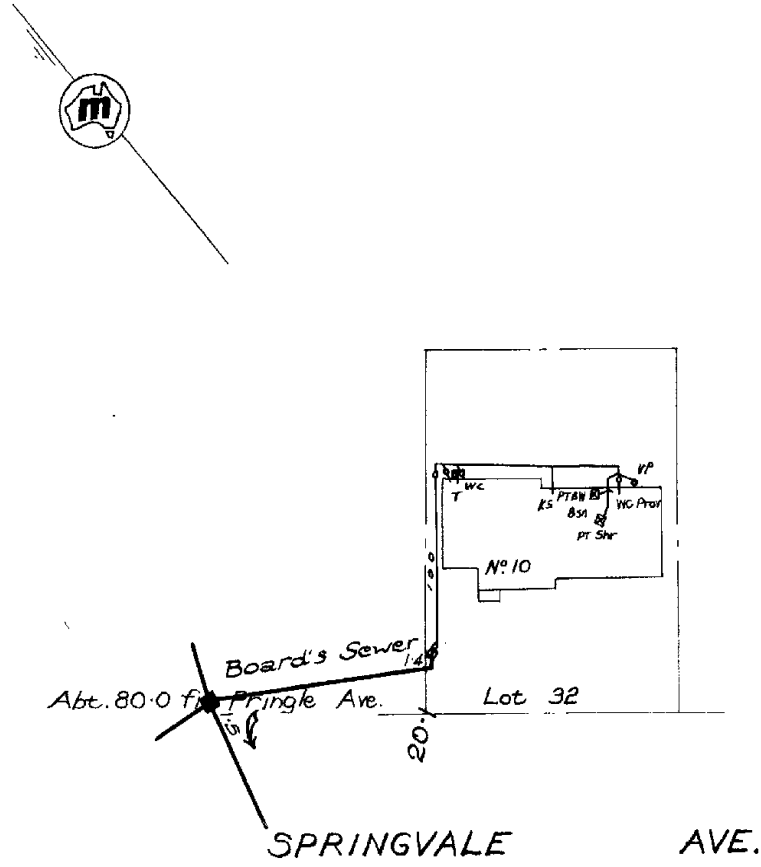 m
VP
T WC
KS PTBW WC Prov
Bsn
PT Shr
Nº 10
Board's Sewer
1.4
Abt. 80.0 f Pringle Ave.
Lot 32
1.5
20.
SPRINGVALE AVE.